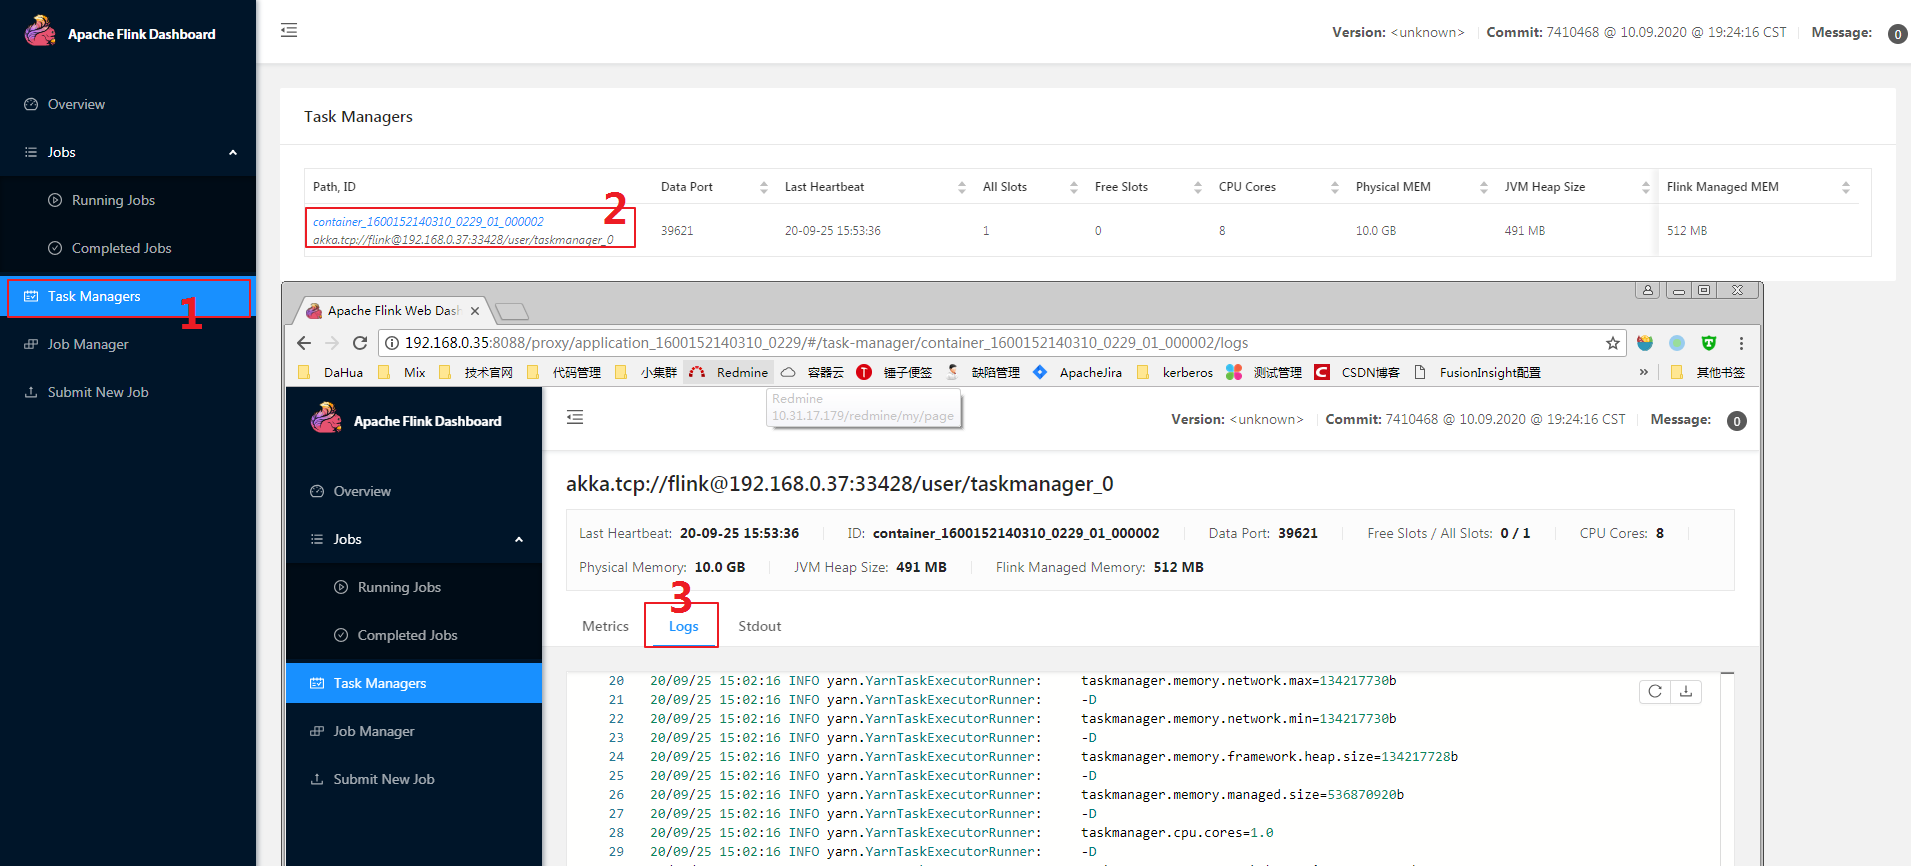 Apache Flink Dashboard
Version: <unknown> Commit: 7410468 @ 10.09.2020 @ 19:24:16 CST Message: 0
Overview
Jobs
Running Jobs
Completed Jobs
Task Managers
1
Job Manager
Submit New Job
Task Managers
Path, ID Data Port Last Heartbeat All Slots Free Slots CPU Cores Physical MEM JVM Heap Size Flink Managed MEM
2
container_1600152140310_0229_01_000002
akka.tcp://flink@192.168.0.37:33428/user/taskmanager_0
39621 20-09-25 15:53:36 1 0 8 10.0 GB 491 MB 512 MB
Apache Flink Web Dash
192.168.0.35:8088/proxy/application_1600152140310_0229/#/task-manager/container_1600152140310_0229_01_000002/logs
DaHua Mix 技术官网 代码管理 小集群 Redmine 容器云 锤子便签 缺陷管理 ApacheJira kerberos 测试管理 CSDN博客 FusionInsight配置 » 其他书签
Redmine
10.31.17.179/redmine/my/page
Apache Flink Dashboard
Version: <unknown> Commit: 7410468 @ 10.09.2020 @ 19:24:16 CST Message: 0
Overview
Jobs
Running Jobs
Completed Jobs
Task Managers
Job Manager
Submit New Job
akka.tcp://flink@192.168.0.37:33428/user/taskmanager_0
Last Heartbeat: 20-09-25 15:53:36 ID: container_1600152140310_0229_01_000002 Data Port: 39621 Free Slots / All Slots: 0 / 1 CPU Cores: 8
Physical Memory: 10.0 GB JVM Heap Size: 491 MB Flink Managed Memory: 512 MB
3
Metrics Logs Stdout
20 20/09/25 15:02:16 INFO yarn.YarnTaskExecutorRunner: taskmanager.memory.network.max=134217730b
21 20/09/25 15:02:16 INFO yarn.YarnTaskExecutorRunner: -D
22 20/09/25 15:02:16 INFO yarn.YarnTaskExecutorRunner: taskmanager.memory.network.min=134217730b
23 20/09/25 15:02:16 INFO yarn.YarnTaskExecutorRunner: -D
24 20/09/25 15:02:16 INFO yarn.YarnTaskExecutorRunner: taskmanager.memory.framework.heap.size=134217728b
25 20/09/25 15:02:16 INFO yarn.YarnTaskExecutorRunner: -D
26 20/09/25 15:02:16 INFO yarn.YarnTaskExecutorRunner: taskmanager.memory.managed.size=536870920b
27 20/09/25 15:02:16 INFO yarn.YarnTaskExecutorRunner: -D
28 20/09/25 15:02:16 INFO yarn.YarnTaskExecutorRunner: taskmanager.cpu.cores=1.0
29 20/09/25 15:02:16 INFO yarn.YarnTaskExecutorRunner: -D